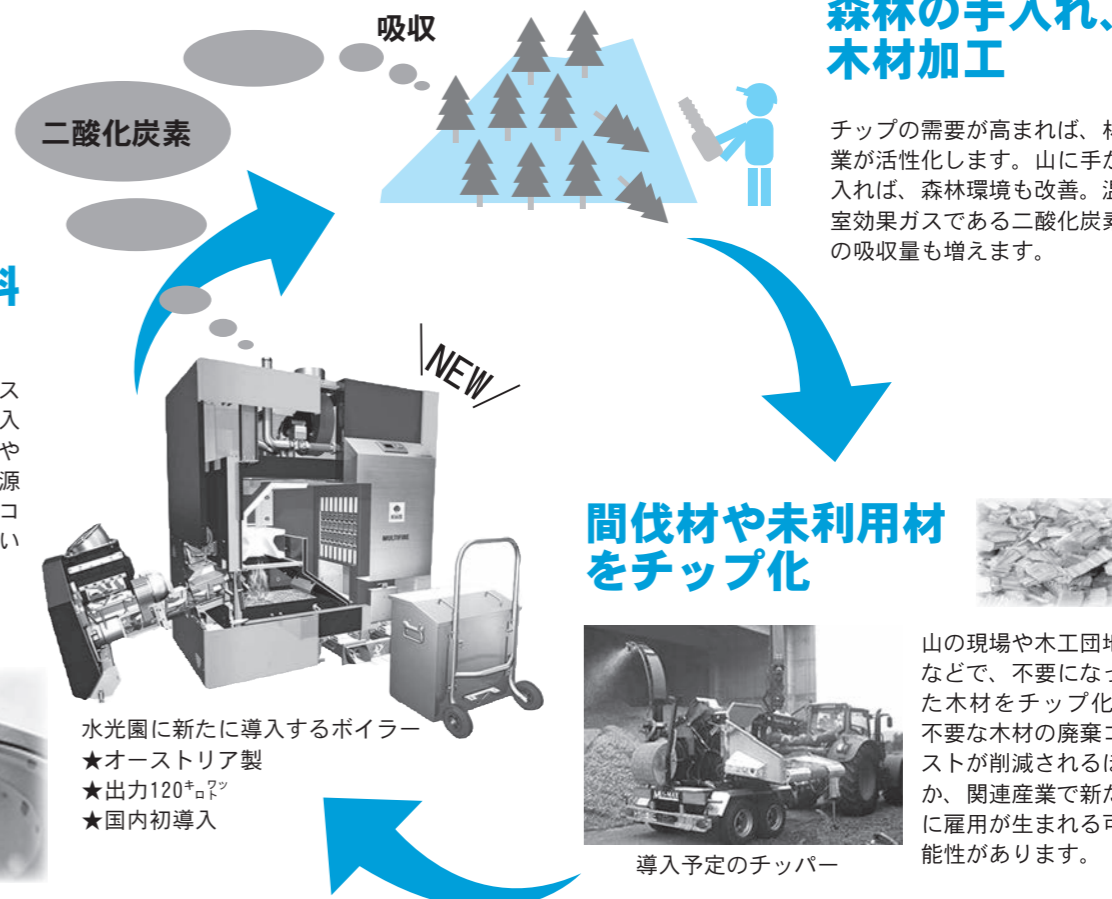 吸収
二酸化炭素
森林の手入れ、
木材加工
チップの需要が高まれば、
業が活性化します。山に手が
入れば、森林環境も改善。温
室効果ガスである二酸化炭素
の吸収量も増えます。
料
ス
入
や
源
コ
い
NEW
MULTIFIRE
水光園に新たに導入するボイラー
★オーストリア製
★出力120キロワット
★国内初導入
間伐材や未利用材
をチップ化
山の現場や木工団地
などで、不要になっ
た木材をチップ化
不要な木材の廃棄コ
ストが削減されるほ
か、関連産業で新た
に雇用が生まれる可
能性があります。
導入予定のチッパー